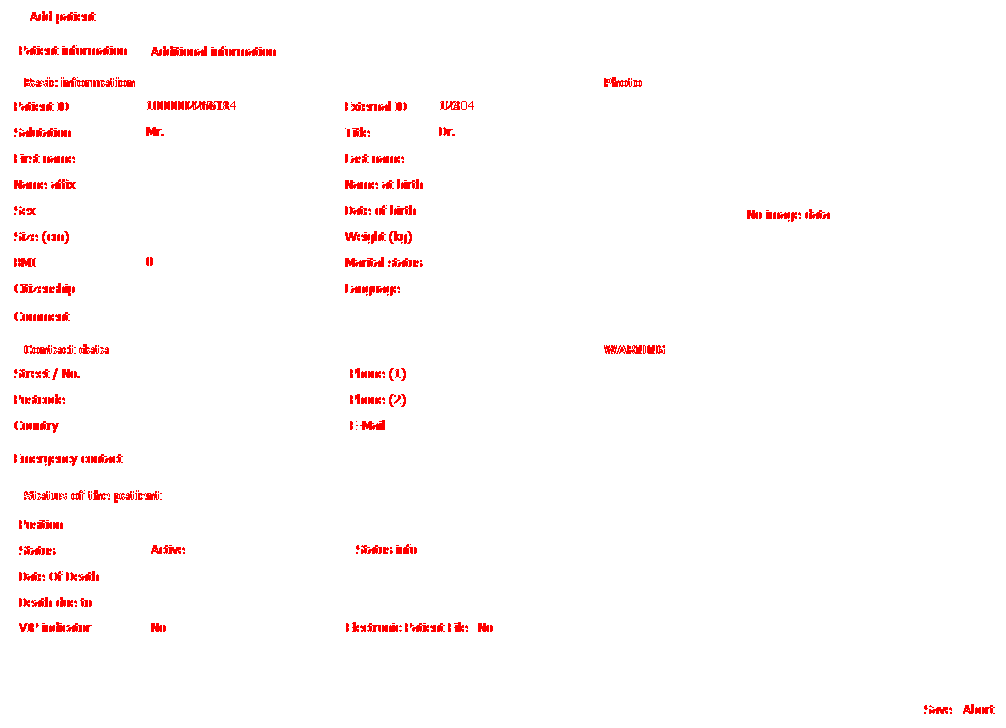 Add patient
Patient information Additional information
Basic information Photo
Patient ID External ID
Salutation Mr. Title Dr.
First name Last name
Name affix Name at birth
Sex Date of birth
No image data
Size (cm) Weight (kg)
BMI 0 Marital status
Citizenship Language
Comment
Contact data WARNING
Street / No. Phone (1)
Postcode Phone (2)
Country E-Mail
Emergency contact
Status of the patient
Position
Status Active Status info
Date Of Death
Death due to
VIP indicator No Electronic Patient File No
Save Abort